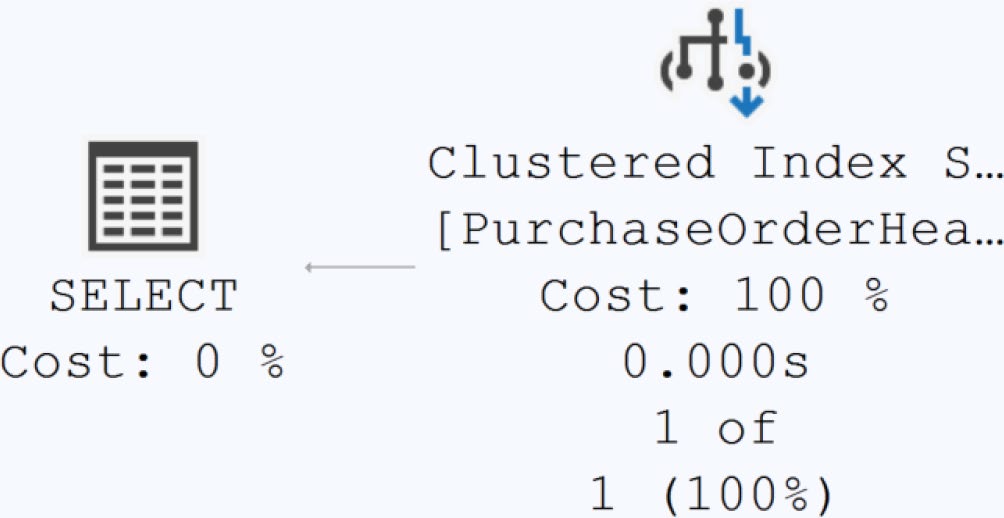 SELECT
Cost: 0 %
Clustered Index S…
[PurchaseOrderHea…
Cost: 100 %
0.000s
1 of
1 (100%)